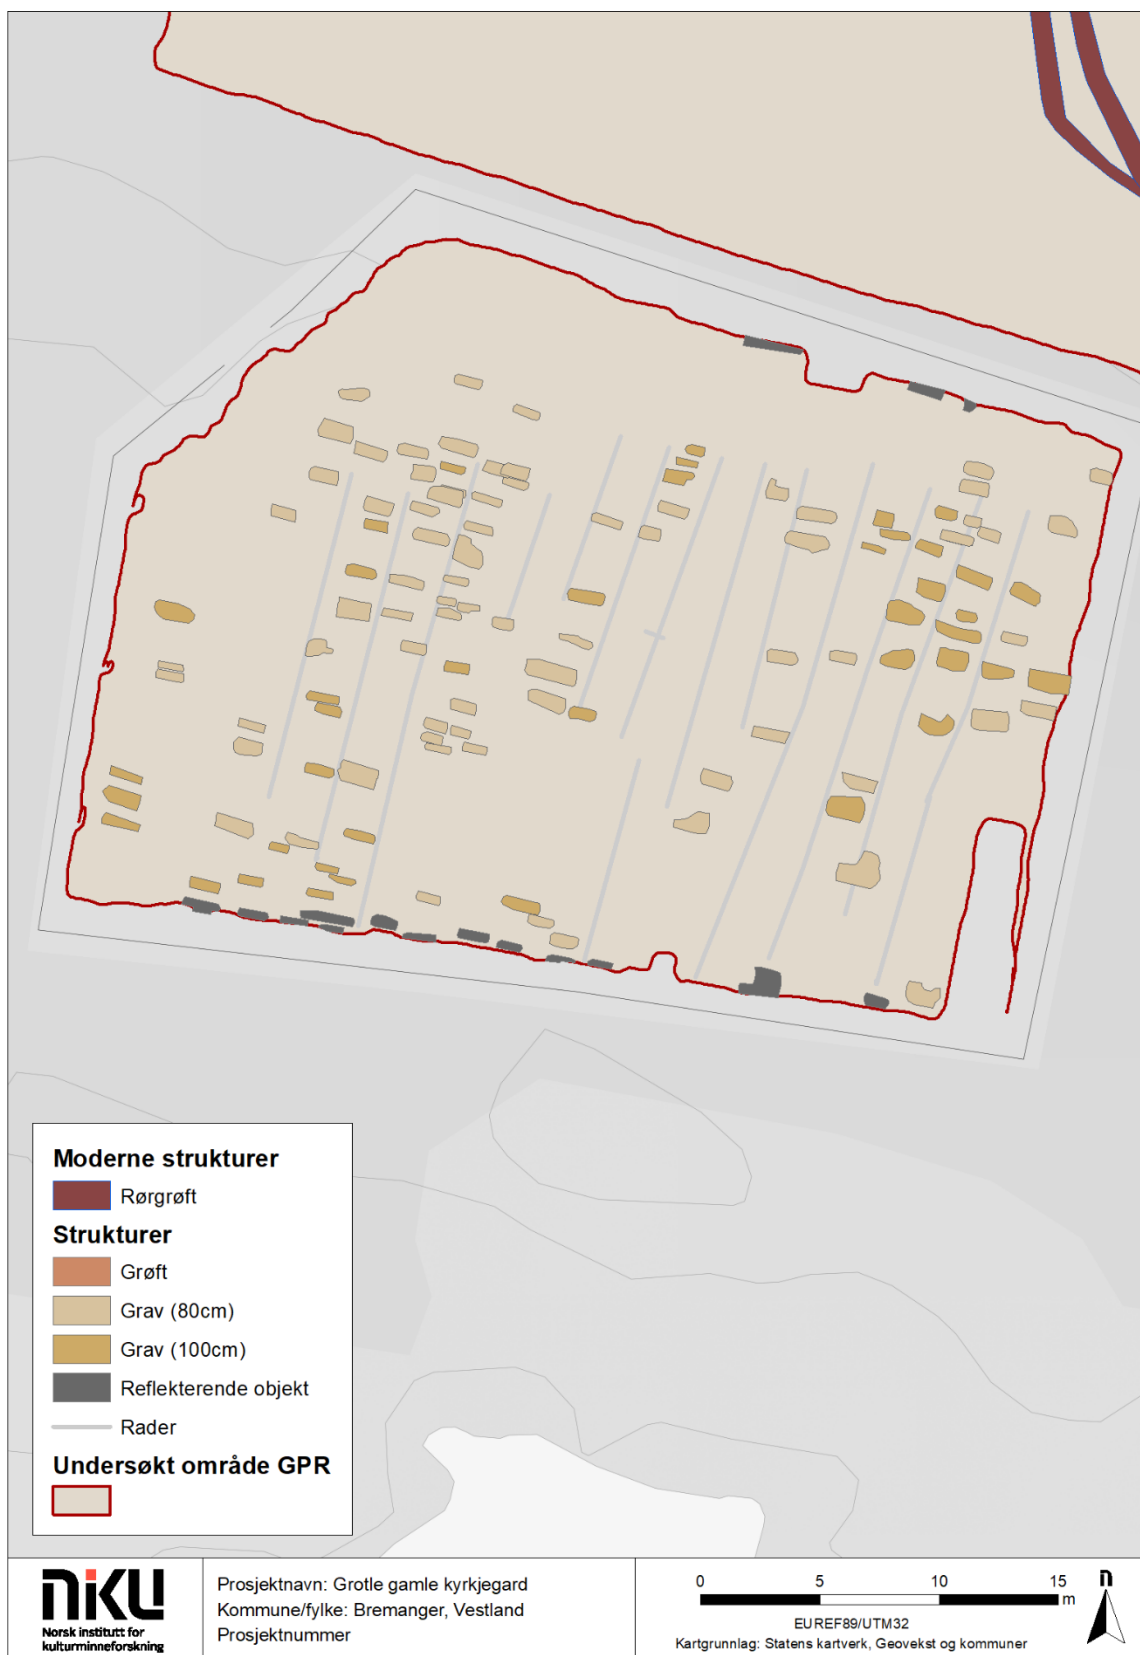 Moderne strukturer
Rørgrøft
Strukturer
Grøft
Grav (80cm)
Grav (100cm)
Reflekterende objekt
Rader
Undersøkt område GPR
niku
Norsk institutt for
kulturminneforskning
Prosjektnavn: Grotle gamle kyrkjegard
Kommune/fylke: Bremanger, Vestland
Prosjektnummer
0 5 10 15
m
EUREF89/UTM32
Kartgrunnlag: Statens kartverk, Geovekst og kommuner
n